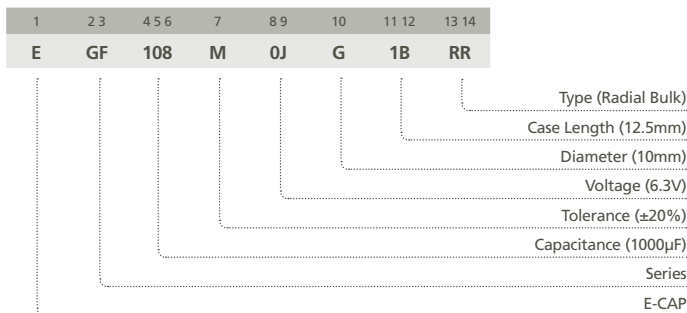 1 2 3 4 5 6 7 8 9 10 11 12 13 14
E GF 108 M 0J G 1B RR
Type (Radial Bulk)
Case Length (12.5mm)
Diameter (10mm)
Voltage (6.3V)
Tolerance (±20%)
Capacitance (1000µF)
Series
E-CAP